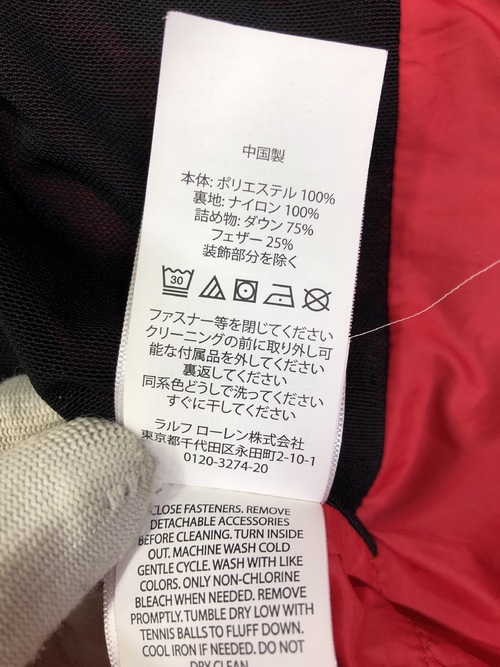 中国製
本体: ポリエステル 100%
裏地: ナイロン 100%
詰め物: ダウン 75%
フェザー 25%
装飾部分を除く
30
ファスナー等を閉じてください
クリーニングの前に取り外し可
能な付属品を外してください
裏返してください
同系色どうしで洗ってください
すぐに干してください
ラルフ ローレン株式会社
東京都千代田区永田町2-10-1
0120-3274-20
CLOSE FASTENERS. REMOVE
DETACHABLE ACCESSORIES
BEFORE CLEANING. TURN INSIDE
OUT. MACHINE WASH COLD
GENTLE CYCLE. WASH WITH LIKE
COLORS. ONLY NON-CHLORINE
BLEACH WHEN NEEDED. REMOVE
PROMPTLY. TUMBLE DRY LOW WITH
TENNIS BALLS TO FLUFF DOWN.
COOL IRON IF NEEDED. DO NOT
DRY CLEAN